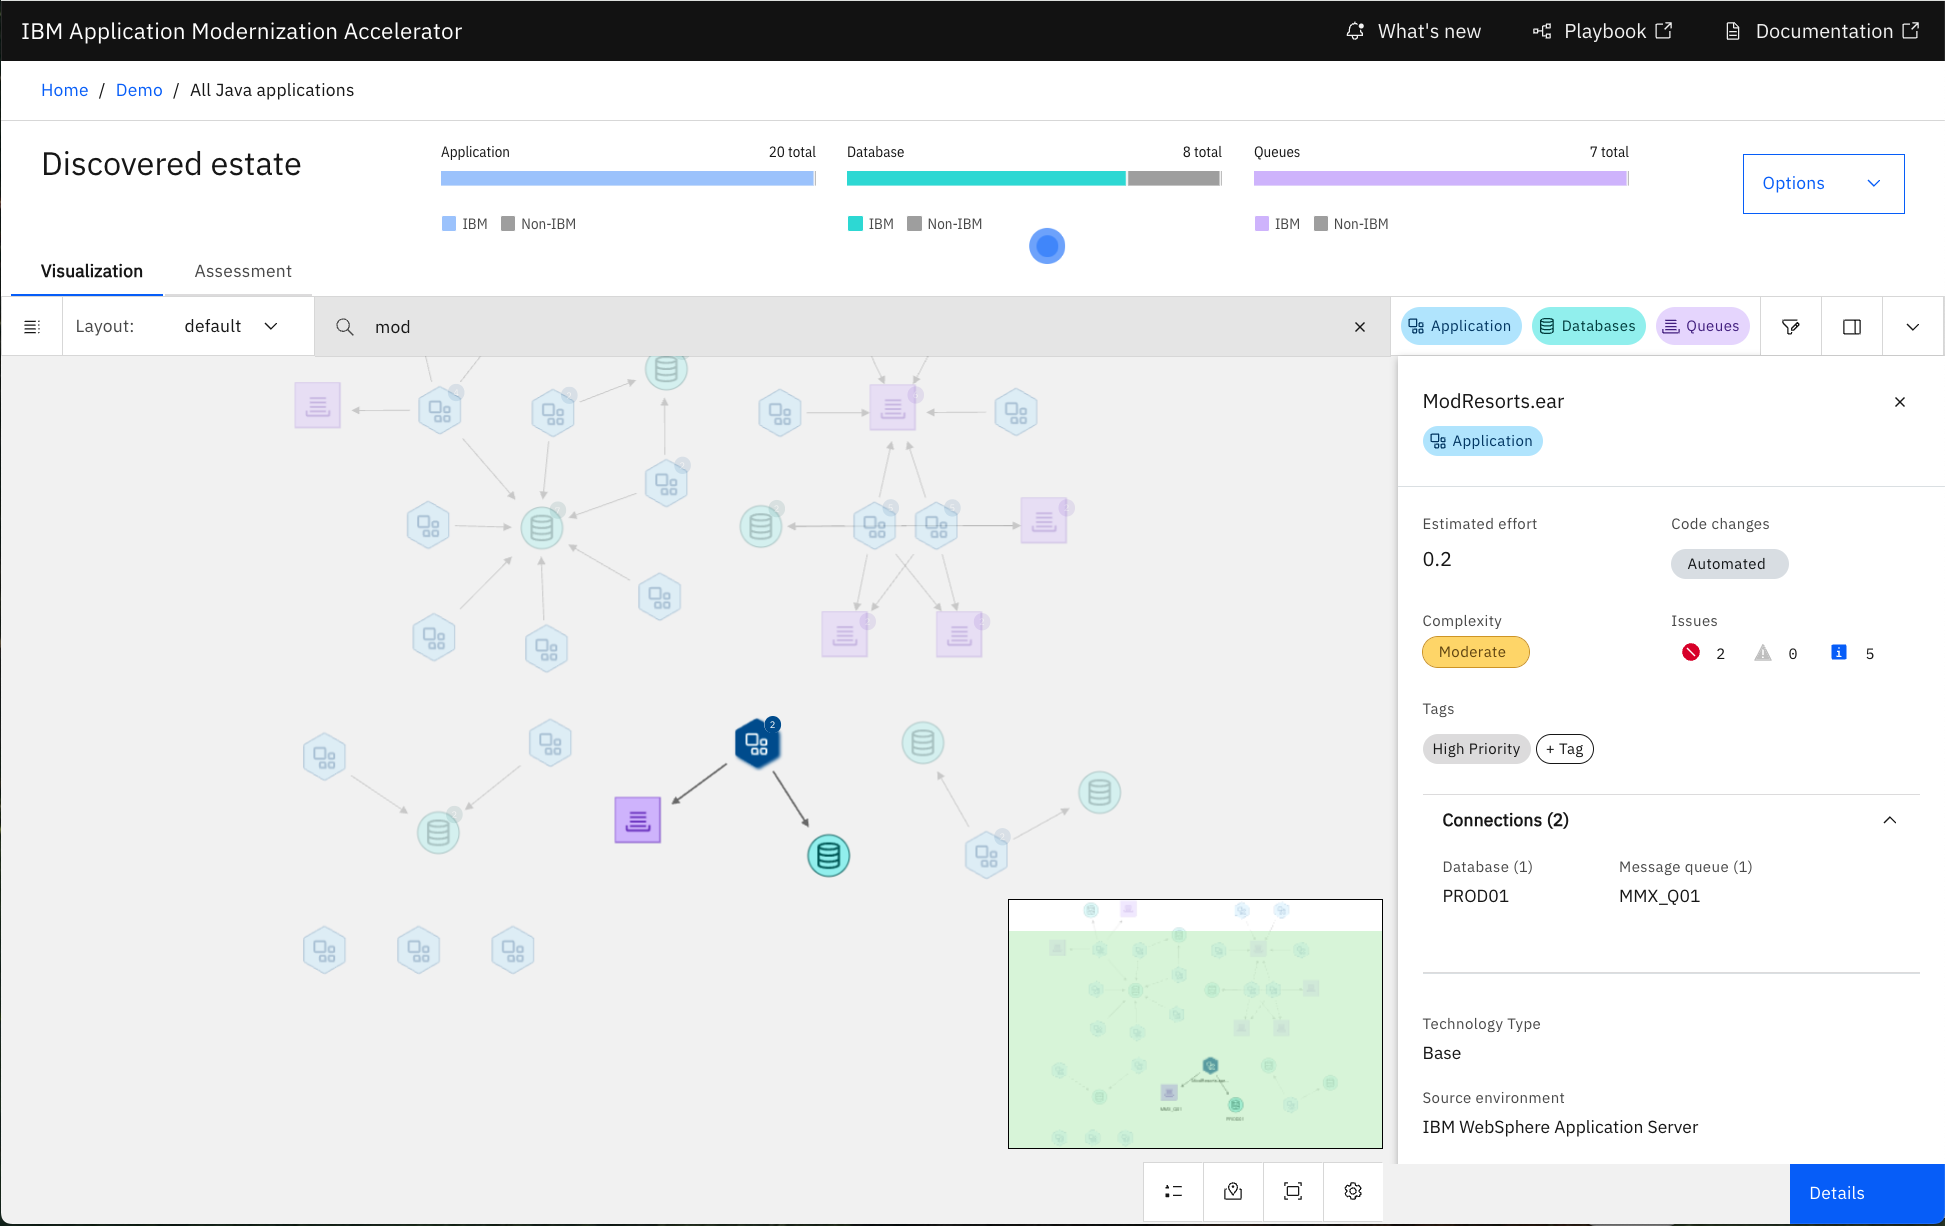 IBM Application Modernization Accelerator
What's new
Playbook
Documentation
Home / Demo / All Java applications
Discovered estate
Application 20 total
IBM Non-IBM
Database 8 total
IBM Non-IBM
Queues 7 total
IBM Non-IBM
Options
Visualization
Assessment
Layout: default
mod
Application
Databases
Queues
2
ModResorts.ear
Application
Estimated effort
0.2
Code changes
Automated
Complexity
Moderate
Issues
2 0 5
Tags
High Priority
+ Tag
Connections (2)
Database (1)
PROD01
Message queue (1)
MMX_Q01
Technology Type
Base
Source environment
IBM WebSphere Application Server
Details